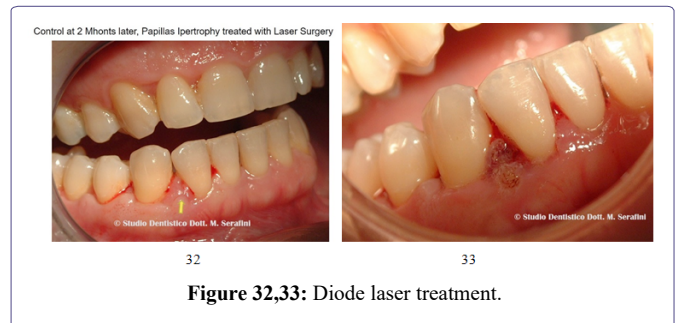 Control at 2 Mhonts later, Papillas Ipertrophy treated with Laser Surgery
© Studio Dentistico Dott. M. Serafini
© Studio Dentistico Dott. M. Serafini
32
33
Figure 32,33: Diode laser treatment.